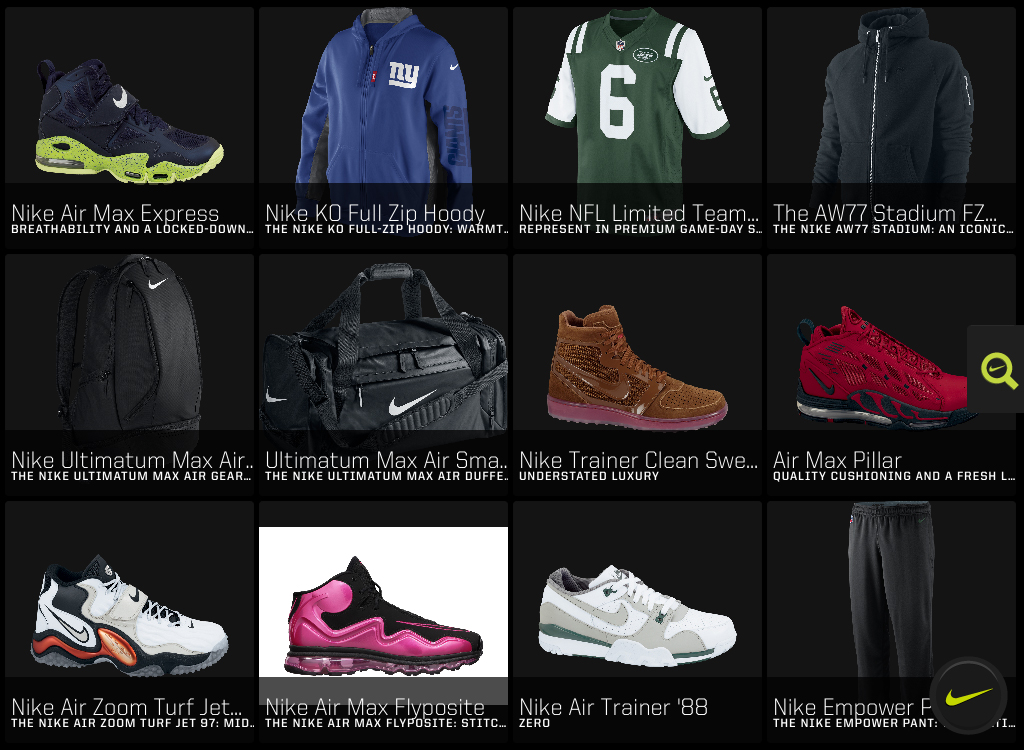 ny
6
6
Nike Air Max Express
BREATHABILITY AND A LOCKED-DOWN...
Nike KO Full Zip Hoody
THE NIKE KO FULL-ZIP HOODY: WARMT...
Nike NFL Limited Team...
REPRESENT IN PREMIUM GAME-DAY S...
The AW77 Stadium FZ...
THE NIKE AW77 STADIUM: AN ICONIC...
Nike Ultimatum Max Air...
THE NIKE ULTIMATUM MAX AIR GEAR...
Ultimatum Max Air Sma...
THE NIKE ULTIMATUM MAX AIR DUFFE...
Nike Trainer Clean Swe...
UNDERSTATED LUXURY
Air Max Pillar
QUALITY CUSHIONING AND A FRESH L...
Nike Air Zoom Turf Jet...
THE NIKE AIR ZOOM TURF JET 97: MID...
Nike Air Max Flyposite
THE NIKE AIR MAX FLYPOSITE: STITC...
Nike Air Trainer '88
ZERO
Nike Empower P
THE NIKE EMPOWER PANT: